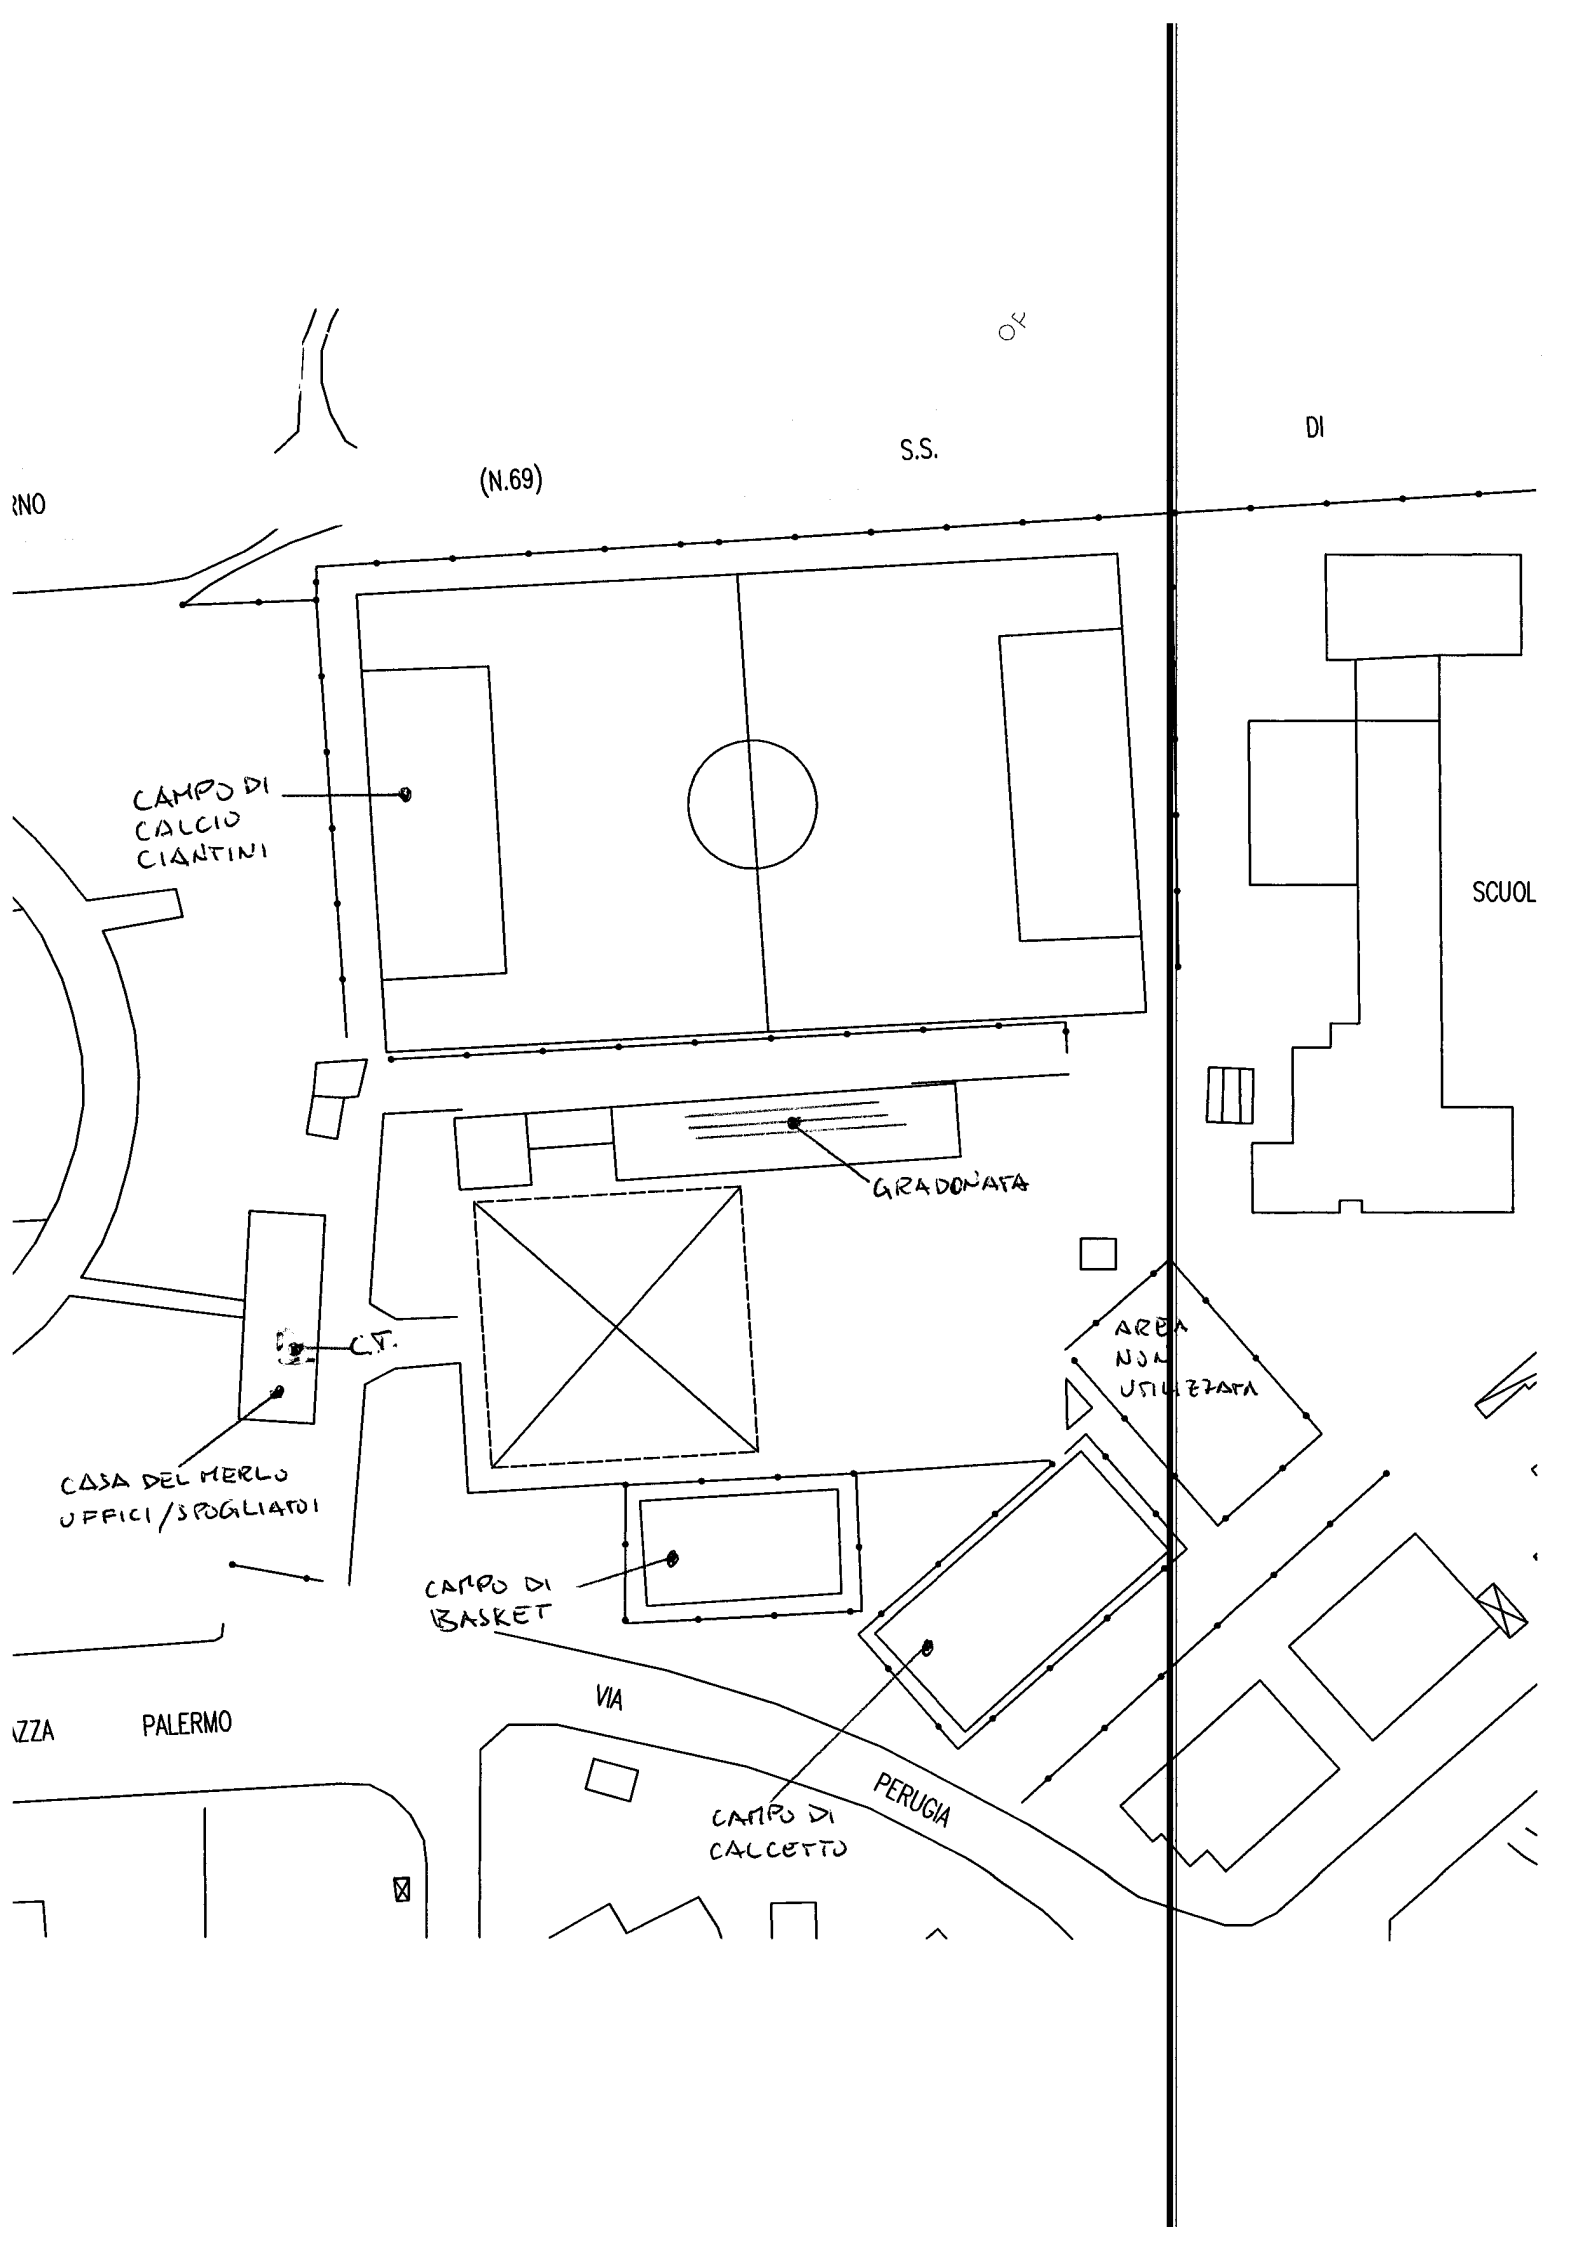 DI
S.S.
(N.69)
RNO
CAMPO DI
CALCIO
CIANTINI
SCUOL
GRADONATA
AREA
NON
UTILIZZATA
C.T.
CASA DEL MERLO
UFFICI/SPOGLIATOI
CAMPO DI
BASKET
VIA
AZZA PALERMO
PERUGIA
CAMPO DI
CALCETTO